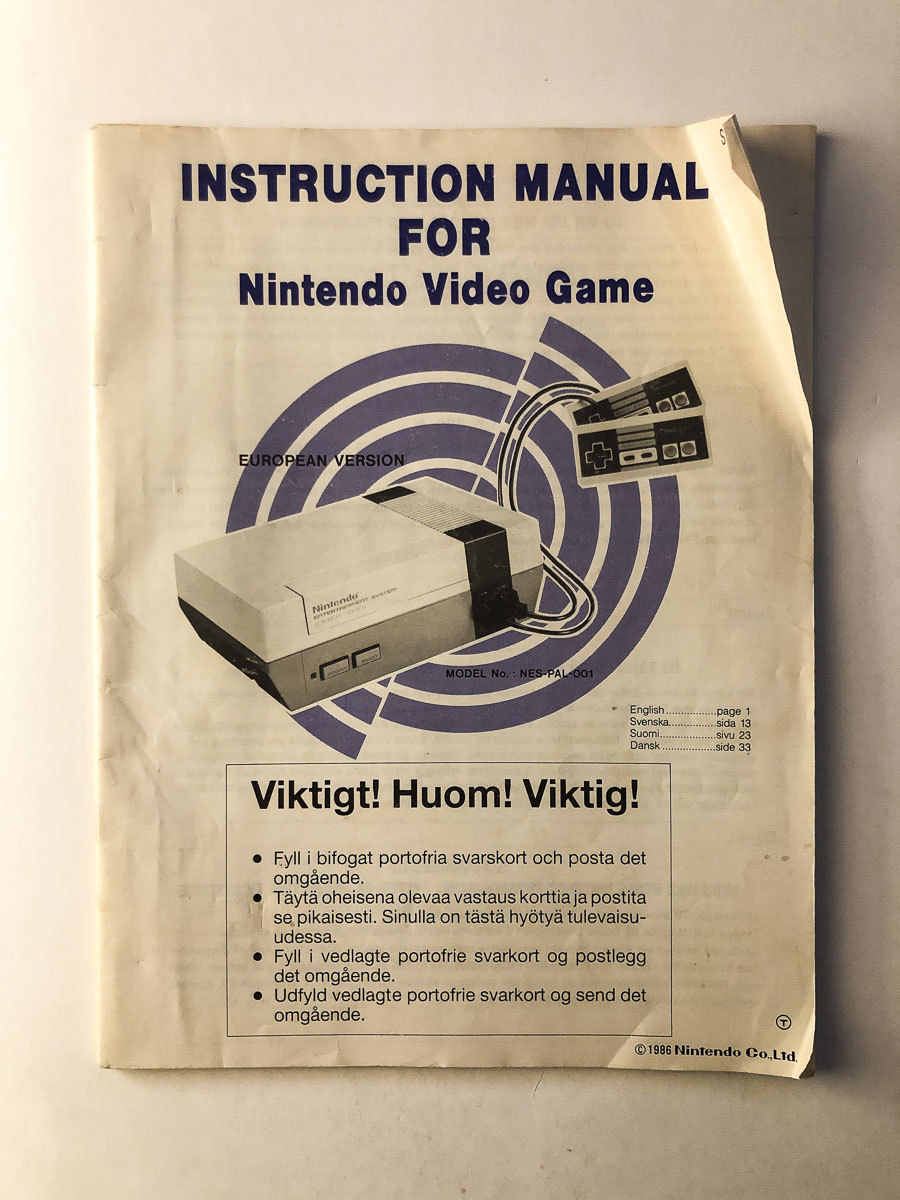 S
INSTRUCTION MANUAL
FOR
Nintendo Video Game
EUROPEAN VERSION
Nintendo
ENTERTAINMENT SYSTEM
MODEL No. : NES-PAL-001
English................page 1
Svenska..............sida 13
Suomi.................sivu 23
Dansk................side 33
Viktigt! Huom! Viktig!
● Fyll i bifogat portofria svarskort och posta det
omgående.
● Täytä oheisena olevaa vastaus korttia ja postita
se pikaisesti. Sinulla on tästä hyötyä tulevaisu-
udessa.
● Fyll i vedlagte portofrie svarkort og postlegg
det omgående.
● Udfyld vedlagte portofrie svarkort og send det
omgående.
T
© 1986 Nintendo Co.,Ltd.